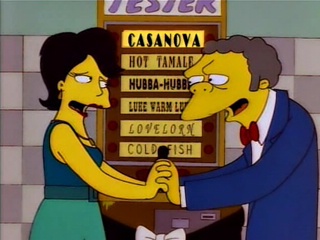 TESTER
CASANOVA
HOT TAMALE
HUBBA-HUBBA
LUKE WARM
LOVELORN
COLD FISH